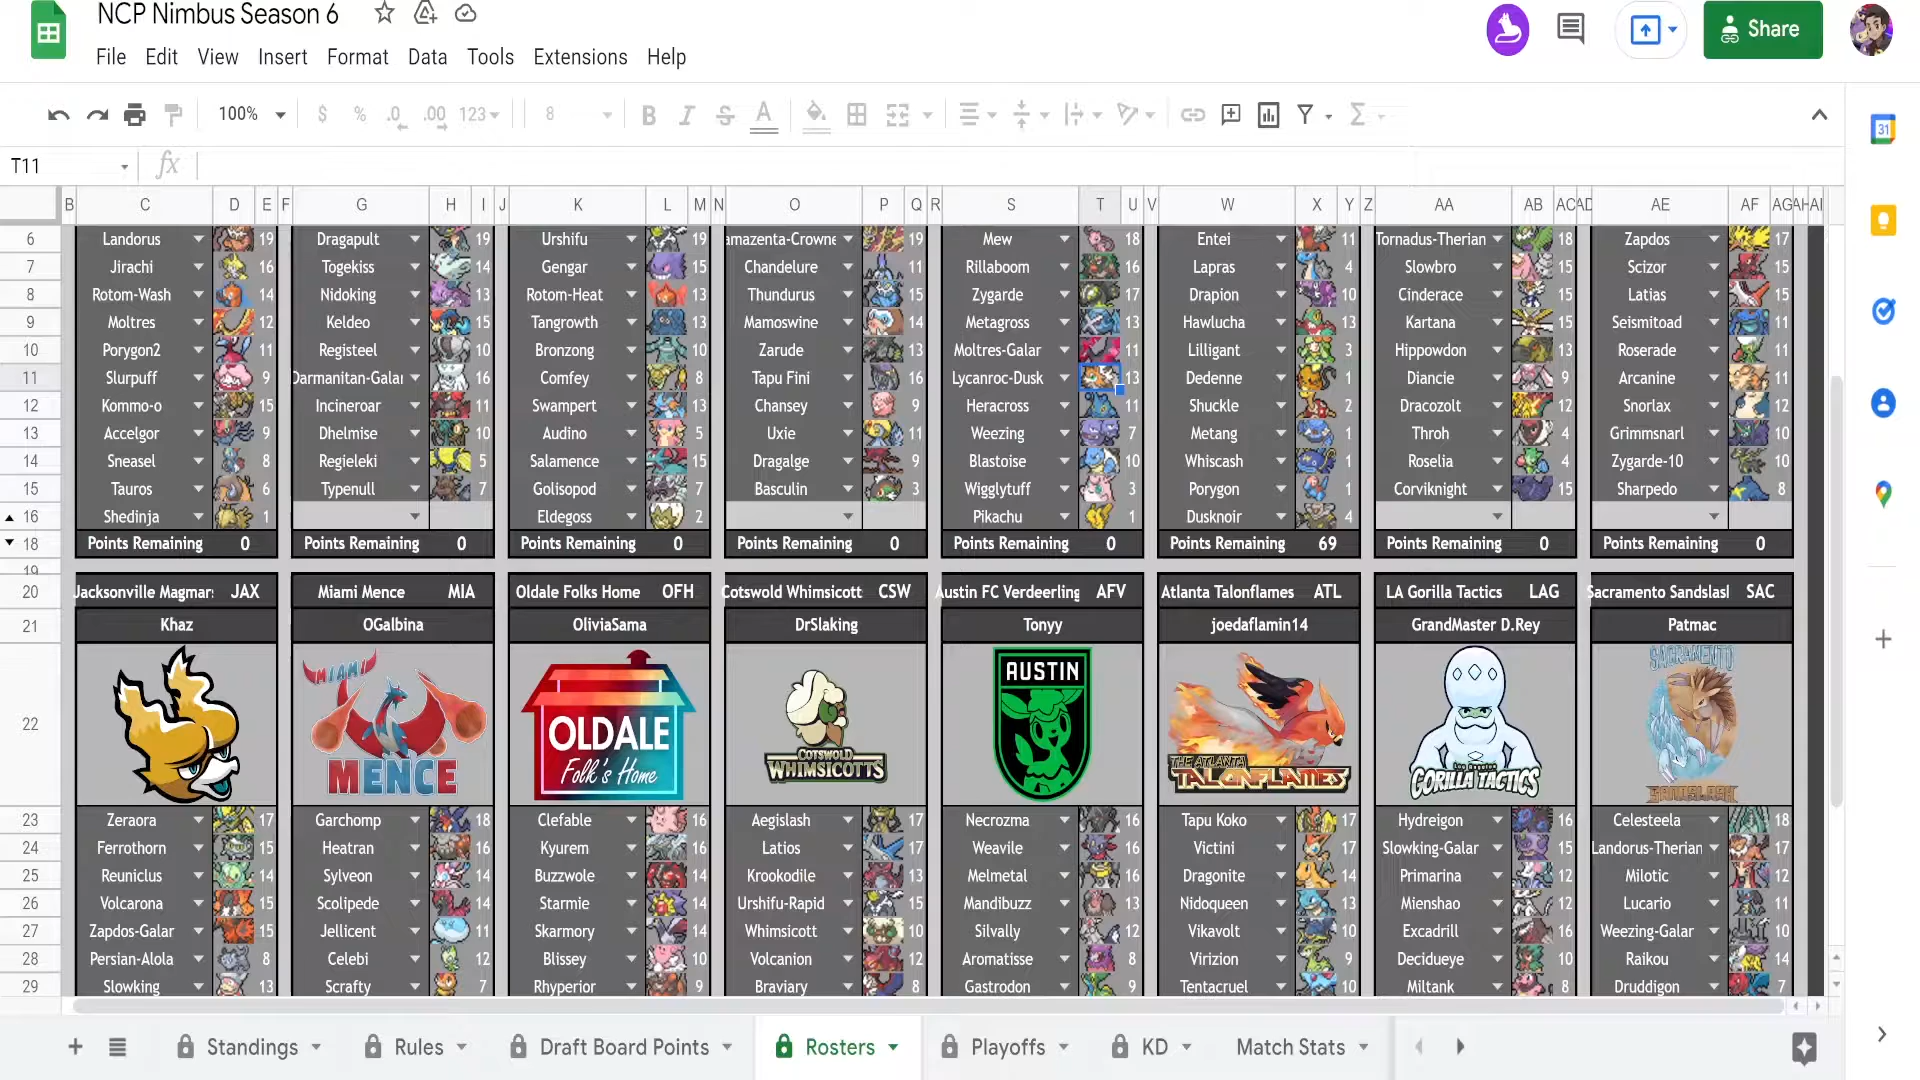 NCP Nimbus Season 6
File Edit View Insert Format Data Tools Extensions Help
Share
100% $ % .0 .00 123 8 B I S A
31
T11 fx
B C D E F G H I J K L M N O P Q R S T U V W X Y Z AA AB AC AD AE AF AG AH AI
6 Landorus 19 Dragapult 19 Urshifu 19 amazenta-Crowne 19 Mew 18 Entei 11 Tornadus-Therian 18 Zapdos 17
7 Jirachi 16 Togekiss 14 Gengar 15 Chandelure 11 Rillaboom 16 Lapras 4 Slowbro 15 Scizor 15
8 Rotom-Wash 14 Nidoking 13 Rotom-Heat 13 Thundurus 15 Zygarde 17 Drapion 10 Cinderace 15 Latias 15
9 Moltres 12 Keldeo 15 Tangrowth 13 Mamoswine 14 Metagross 13 Hawlucha 13 Kartana 15 Seismitoad 11
10 Porygon2 11 Registeel 10 Bronzong 10 Zarude 13 Moltres-Galar 11 Lilligant 3 Hippowdon 13 Roserade 11
11 Slurpuff 9 Darmanitan-Galar 16 Comfey 8 Tapu Fini 16 Lycanroc-Dusk 13 Dedenne 1 Diancie 9 Arcanine 11
12 Kommo-o 15 Incineroar 11 Swampert 13 Chansey 9 Heracross 11 Shuckle 2 Dracozolt 12 Snorlax 12
13 Accelgor 9 Dhelmise 10 Audino 5 Uxie 11 Weezing 7 Metang 1 Throh 4 Grimmsnarl 10
14 Sneasel 8 Regieleki 5 Salamence 15 Dragalge 9 Blastoise 10 Whiscash 1 Roselia 4 Zygarde-10 10
15 Tauros 6 Typenull 7 Golisopod 7 Basculin 3 Wigglytuff 3 Porygon 1 Corviknight 15 Sharpedo 8
16 Shedinja 1 Eldegoss 2 Pikachu 1 Dusknoir 4
18 Points Remaining 0 Points Remaining 0 Points Remaining 0 Points Remaining 0 Points Remaining 0 Points Remaining 69 Points Remaining 0 Points Remaining 0
19
20 Jacksonville Magmar JAX Miami Mence MIA Oldale Folks Home OFH Cotswold Whimsicott CSW Austin FC Verdeerling AFV Atlanta Talonflames ATL LA Gorilla Tactics LAG Sacramento Sandslasl SAC
21 Khaz OGalbina OliviaSama DrSlaking Tonyy joedaflamin14 GrandMaster D.Rey Patmac
22
MIAMI MENCE
OLDALE Folk's Home
COTSWOLD WHIMSICOTTS
AUSTIN
THE ATLANTA TALONFLAMES
GORILLA TACTICS
SACRAMENTO SANDSLASH
23 Zeraora 17 Garchomp 18 Clefable 16 Aegislash 17 Necrozma 16 Tapu Koko 17 Hydreigon 16 Celesteela 18
24 Ferrothorn 15 Heatran 16 Kyurem 16 Latios 17 Weavile 16 Victini 17 Slowking-Galar 15 Landorus-Therian 17
25 Reuniclus 14 Sylveon 14 Buzzwole 14 Krookodile 13 Melmetal 16 Dragonite 14 Primarina 12 Milotic 12
26 Volcarona 15 Scolipede 14 Starmie 14 Urshifu-Rapid 15 Mandibuzz 13 Nidoqueen 13 Mienshao 12 Lucario 11
27 Zapdos-Galar 15 Jellicent 11 Skarmory 14 Whimsicott 10 Silvally 12 Vikavolt 10 Excadrill 16 Weezing-Galar 10
28 Persian-Alola 8 Celebi 12 Blissey 10 Volcanion 12 Aromatisse 8 Virizion 9 Decidueye 10 Raikou 14
29 Slowking 13 Scrafty 7 Rhyperior 9 Braviary 8 Gastrodon 9 Tentacruel 10 Miltank 8 Druddigon 7
Standings Rules Draft Board Points Rosters Playoffs KD Match Stats